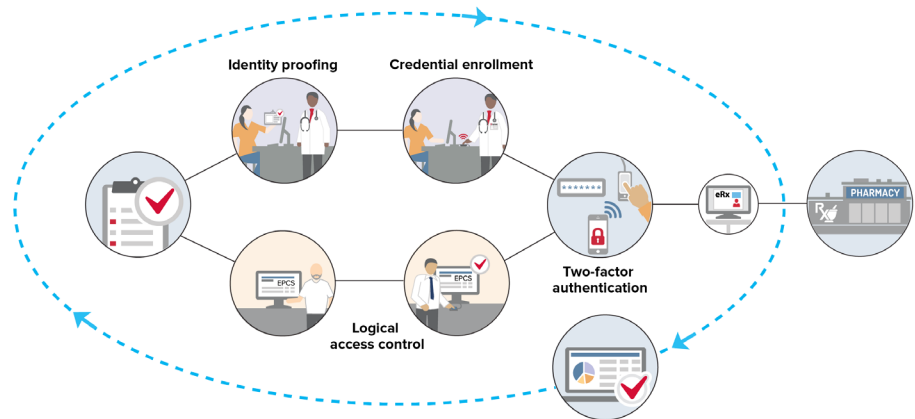 Identity proofing
Credential enrollment
*******
eRx
PHARMACY
Rx
EPCS
EPCS
Two-factor
authentication
Logical
access control